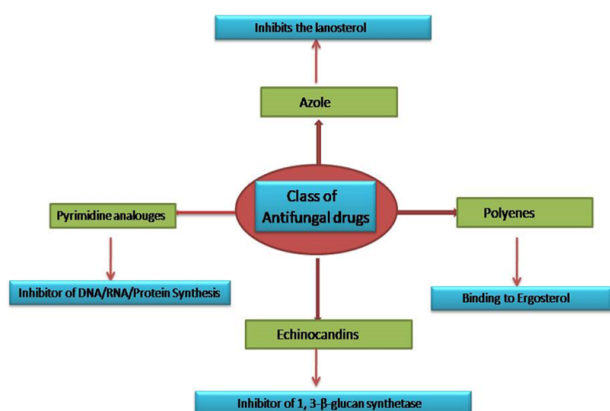 Inhibits the lanosterol
Azole
Class of
Antifungal drugs
Pyrimidine analouges
Polyenes
Inhibitor of DNA/RNA/Protein Synthesis
Binding to Ergosterol
Echinocandins
Inhibitor of 1, 3-β-glucan synthetase